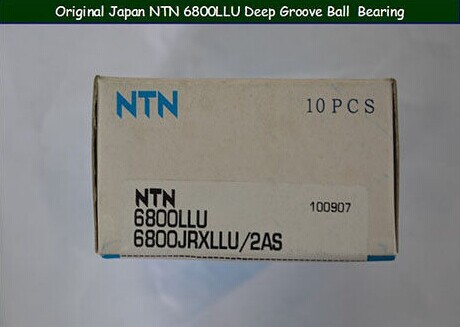 Original Japan NTN 6800LLU Deep Groove Ball Bearing
NTN
10PCS
NTN
6800LLU
100907
6800JRXLLU/2AS